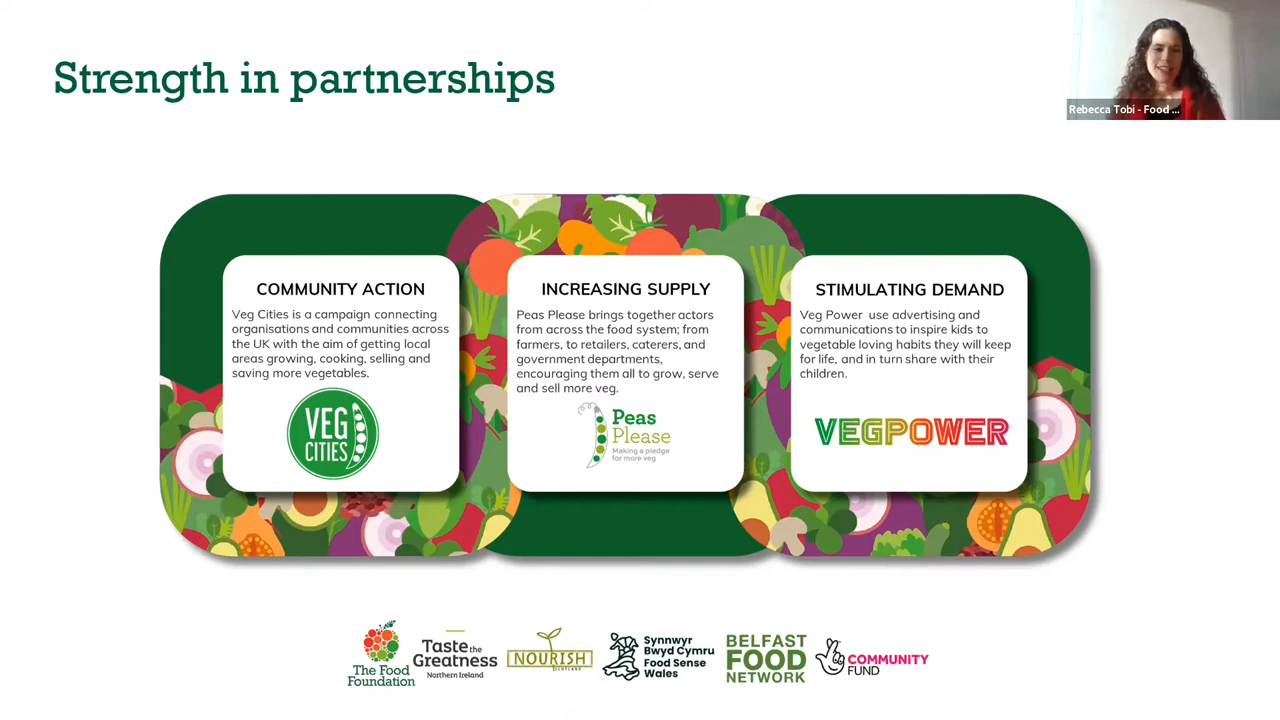 Strength in partnerships
Rebecca Tobi - Food ...
COMMUNITY ACTION
Veg Cities is a campaign connecting
organisations and communities across
the UK with the aim of getting local
areas growing, cooking, selling and
saving more vegetables.
VEG
CITIES
INCREASING SUPPLY
Peas Please brings together actors
from across the food system; from
farmers, to retailers, caterers, and
government departments,
encouraging them all to grow, serve
and sell more veg.
Peas
Please
Making a pledge
for more veg
STIMULATING DEMAND
Veg Power use advertising and
communications to inspire kids to
vegetable loving habits they will keep
for life, and in turn share with their
children.
VEGPOWER
The Food
Foundation
Taste the
Greatness
Northern Ireland
NOURISH
SCOTLAND
Synnwyr
Bwyd Cymru
Food Sense
Wales
BELFAST
FOOD
NETWORK
COMMUNITY
FUND